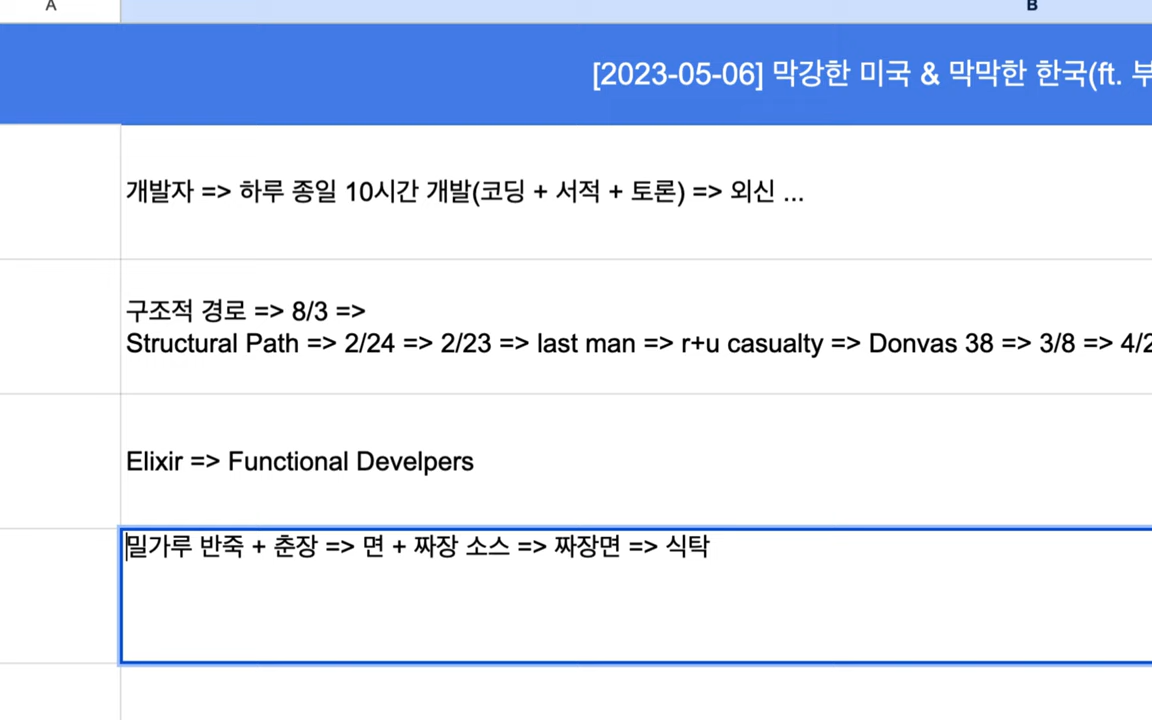 A
B
[2023-05-06] 막강한 미국 & 막막한 한국(ft. 부
개발자 => 하루 종일 10시간 개발(코딩 + 서적 + 토론) => 외신 ...
구조적 경로 => 8/3 =>
Structural Path => 2/24 => 2/23 => last man => r+u casualty => Donvas 38 => 3/8 => 4/2
Elixir => Functional Develpers
밀가루 반죽 + 춘장 => 면 + 짜장 소스 => 짜장면 => 식탁